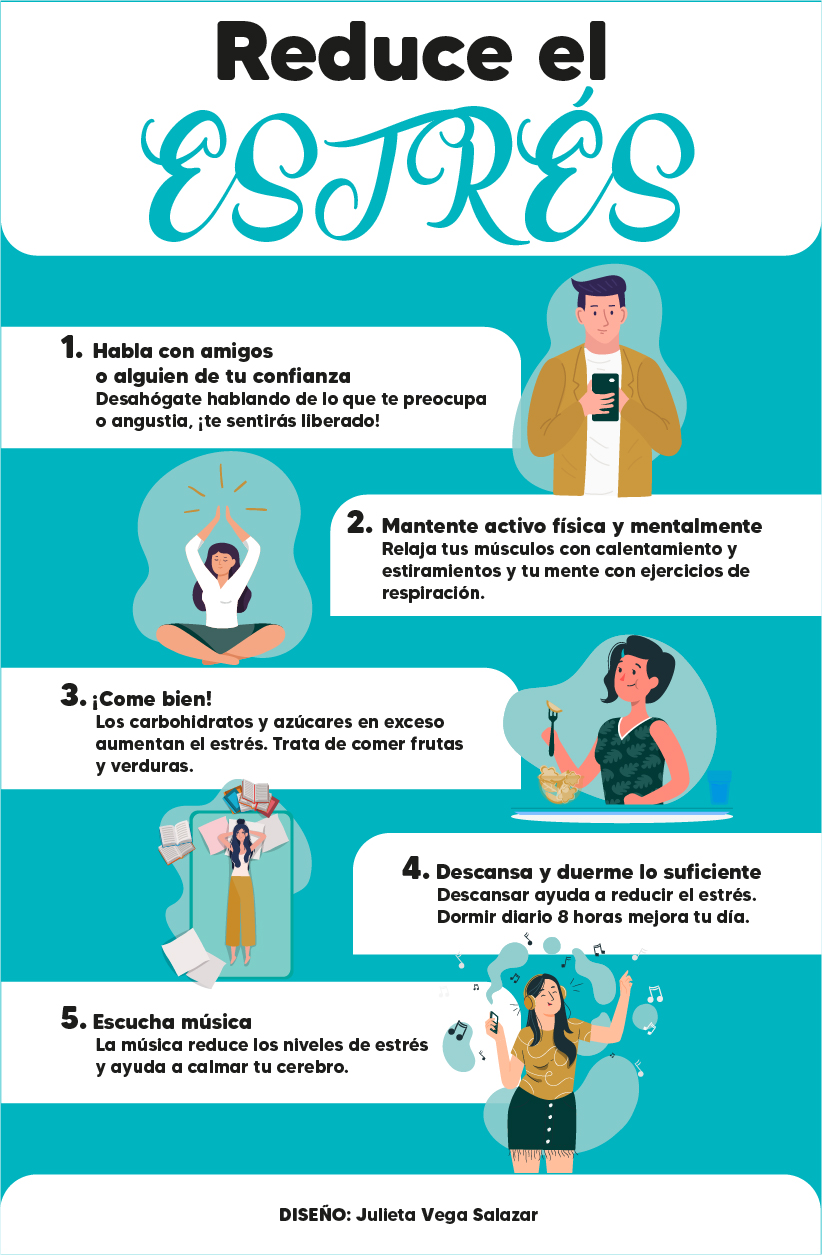 Reduce el
ESTRÉS
1. Habla con amigos
o alguien de tu confianza
Desahógate hablando de lo que te preocupa
o angustia, ¡te sentirás liberado!
2. Mantente activo física y mentalmente
Relaja tus músculos con calentamiento y
estiramientos y tu mente con ejercicios de
respiración.
3. ¡Come bien!
Los carbohidratos y azúcares en exceso
aumentan el estrés. Trata de comer frutas
y verduras.
4. Descansa y duerme lo suficiente
Descansar ayuda a reducir el estrés.
Dormir diario 8 horas mejora tu día.
5. Escucha música
La música reduce los niveles de estrés
y ayuda a calmar tu cerebro.
DISEÑO: Julieta Vega Salazar